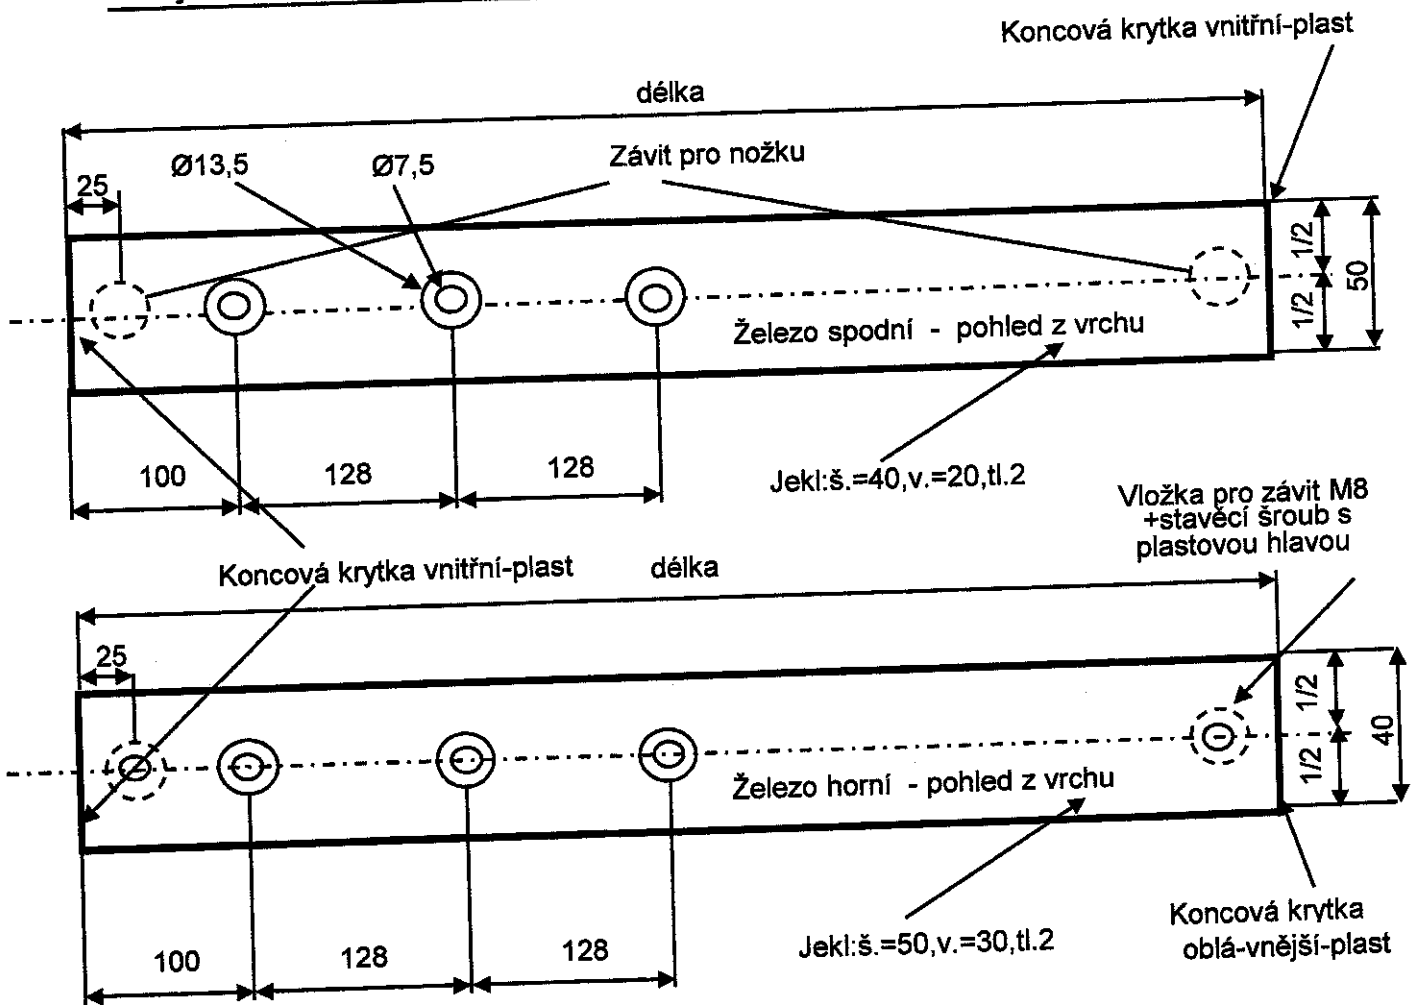 Koncová krytka vnitřní-plast
délka
Ø13,5
Ø7,5
Závit pro nožku
25
1/2
50
1/2
Železo spodní - pohled z vrchu
100
128
128
Jekl:š.=40,v.=20,tl.2
Vložka pro závit M8
+stavěcí šroub s
plastovou hlavou
Koncová krytka vnitřní-plast
délka
25
1/2
40
1/2
Železo horní - pohled z vrchu
100
128
128
Jekl:š.=50,v.=30,tl.2
Koncová krytka
oblá-vnější-plast